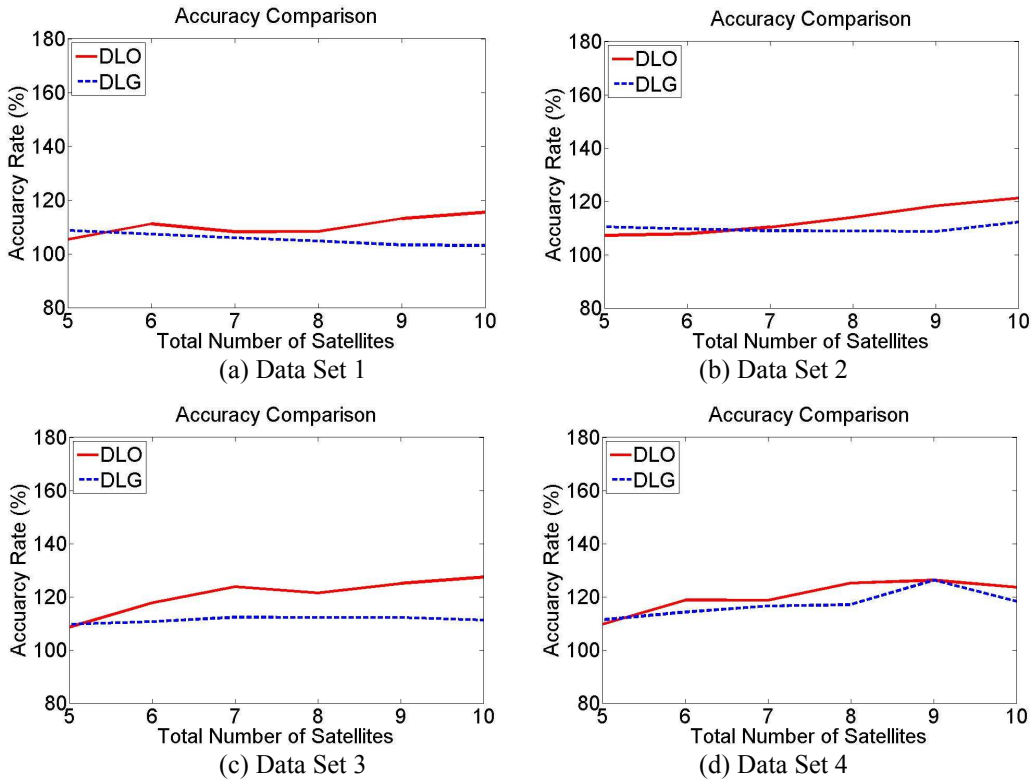 Accuracy Comparison
Accuarcy Rate (%)
180
160
140
120
100
80
DLO
DLG
5 6 7 8 9 10
Total Number of Satellites
(a) Data Set 1
Accuracy Comparison
Accuarcy Rate (%)
180
160
140
120
100
80
DLO
DLG
5 6 7 8 9 10
Total Number of Satellites
(b) Data Set 2
Accuracy Comparison
Accuarcy Rate (%)
180
160
140
120
100
80
DLO
DLG
5 6 7 8 9 10
Total Number of Satellites
(c) Data Set 3
Accuracy Comparison
Accuarcy Rate (%)
180
160
140
120
100
80
DLO
DLG
5 6 7 8 9 10
Total Number of Satellites
(d) Data Set 4